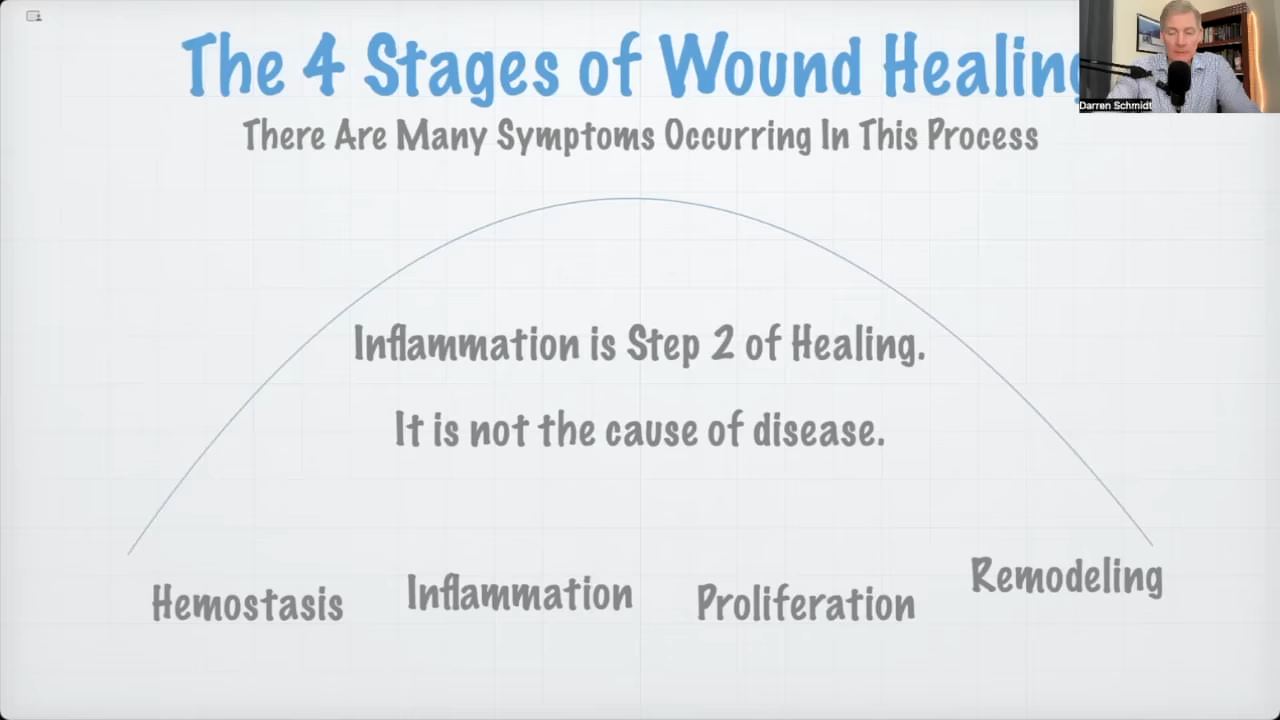 The 4 Stages of Wound Healing
There Are Many Symptoms Occurring In This Process
Darren Schmidt
Inflammation is Step 2 of Healing.
It is not the cause of disease.
Hemostasis
Inflammation
Proliferation
Remodeling